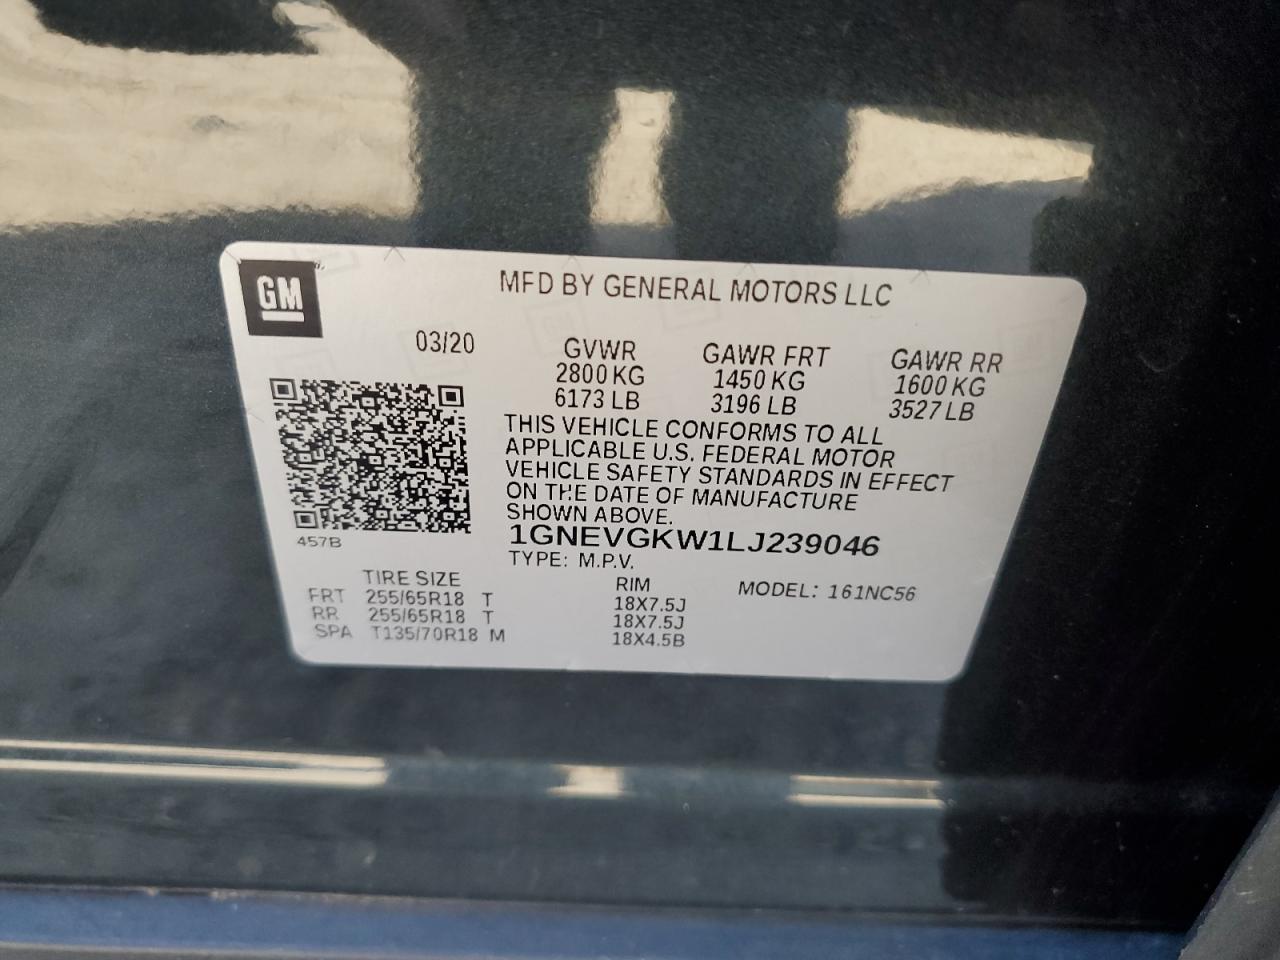 GM
MFD BY GENERAL MOTORS LLC
03/20
GVWR GAWR FRT GAWR RR
2800 KG 1450 KG 1600 KG
6173 LB 3196 LB 3527 LB
THIS VEHICLE CONFORMS TO ALL
APPLICABLE U.S. FEDERAL MOTOR
VEHICLE SAFETY STANDARDS IN EFFECT
ON THE DATE OF MANUFACTURE
SHOWN ABOVE.
1GNEVGKW1LJ239046
457B
TYPE: M.P.V.
TIRE SIZE RIM MODEL: 161NC56
FRT 255/65R18 T 18X7.5J
RR 255/65R18 T 18X7.5J
SPA T135/70R18 M 18X4.5B